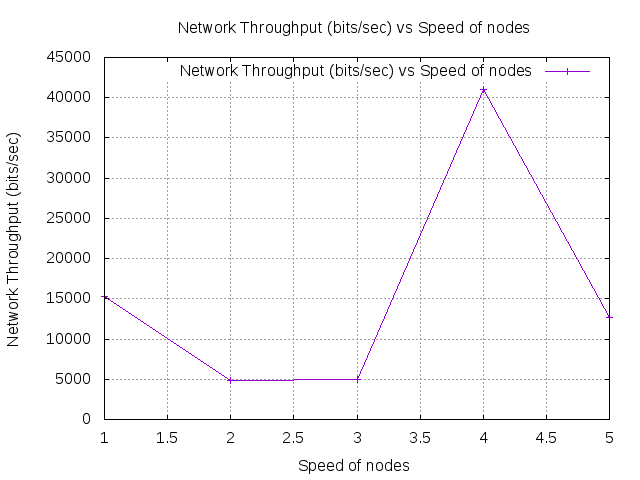 Network Throughput (bits/sec) vs Speed of nodes
Network Throughput (bits/sec) vs Speed of nodes
45000
40000
35000
30000
25000
20000
15000
10000
5000
0
Network Throughput (bits/sec)
1 1.5 2 2.5 3 3.5 4 4.5 5
Speed of nodes